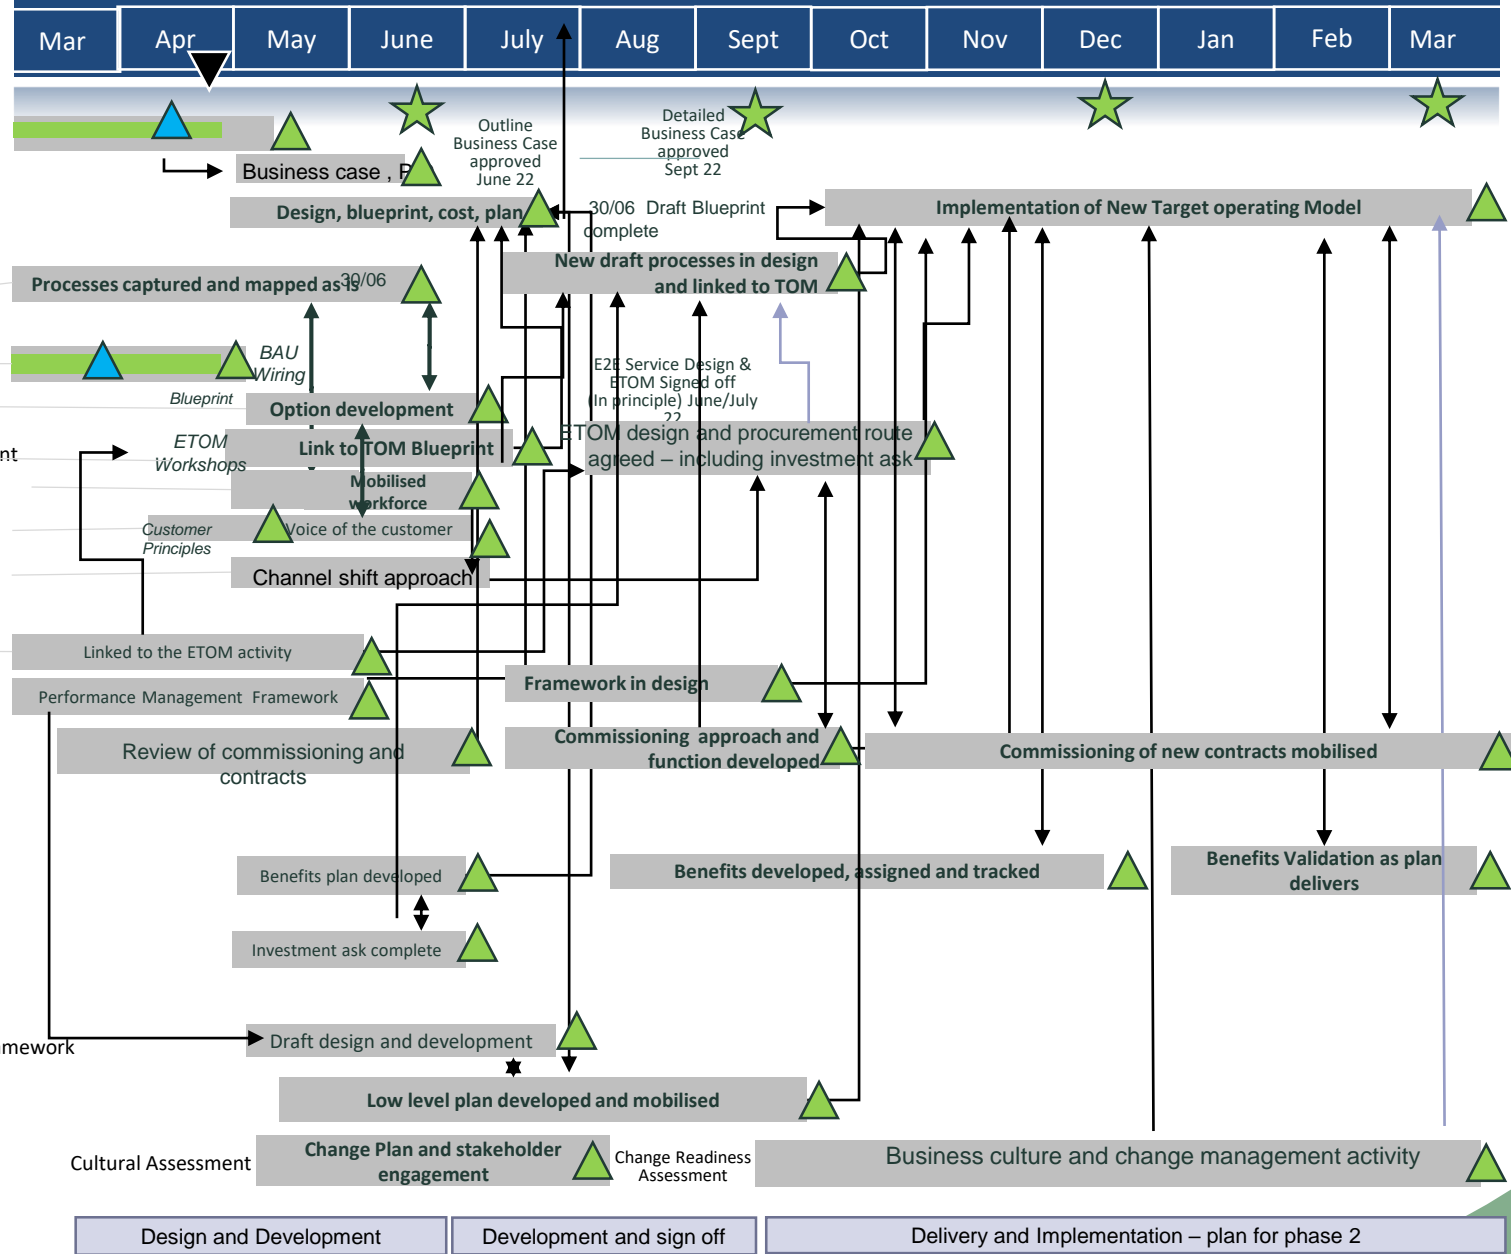 Mar Apr May June July Aug Sept Oct Nov Dec Jan Feb Mar
Outline
Business Case
approved
June 22
Detailed
Business Case
approved
Sept 22
Business case , P
Design, blueprint, cost, plan
30/06 Draft Blueprint
complete
Implementation of New Target operating Model
New draft processes in design
and linked to TOM
Processes captured and mapped as is
30/06
BAU
Wiring
E2E Service Design &
ETOM Signed off
(In principle) June/July
22
Blueprint
Option development
ETOM design and procurement route
agreed – including investment ask
ETOM
Workshops
Link to TOM Blueprint
nt
Mobilised
workforce
Customer
Principles
Voice of the customer
Channel shift approach
Linked to the ETOM activity
Performance Management Framework
Framework in design
Review of commissioning and
contracts
Commissioning approach and
function developed
Commissioning of new contracts mobilised
Benefits plan developed
Benefits developed, assigned and tracked
Benefits Validation as plan
delivers
Investment ask complete
Draft design and development
mework
Low level plan developed and mobilised
Cultural Assessment
Change Plan and stakeholder
engagement
Change Readiness
Assessment
Business culture and change management activity
Design and Development
Development and sign off
Delivery and Implementation – plan for phase 2